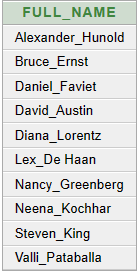 FULL_NAME
Alexander_Hunold
Bruce_Ernst
Daniel_Faviet
David_Austin
Diana_Lorentz
Lex_De Haan
Nancy_Greenberg
Neena_Kochhar
Steven_King
Valli_Pataballa